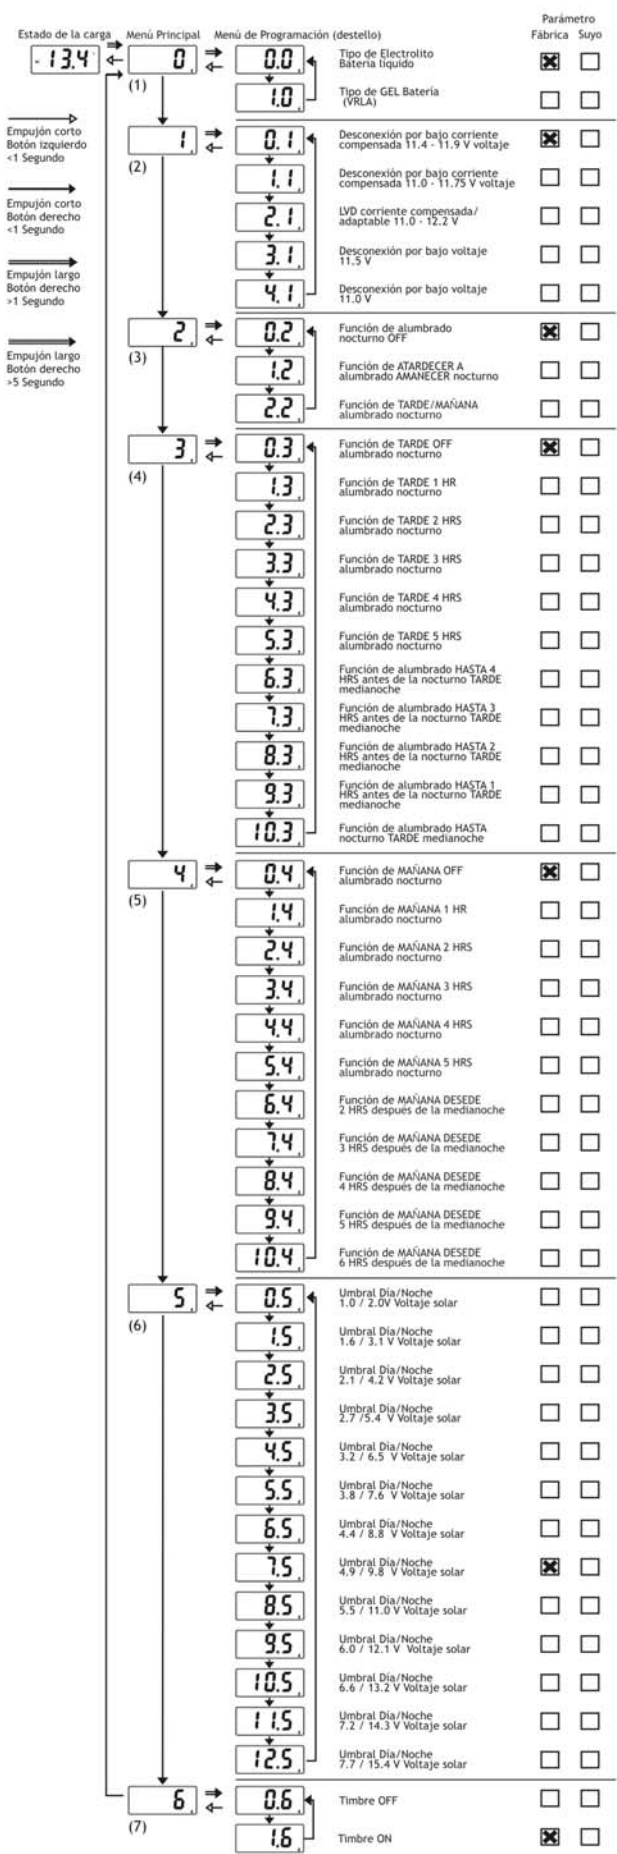 Parámetro
Estado de la carga Menú Principal Menú de Programación (destello) Fábrica Suyo
- 13.4 0 0.0 Tipo de Electrolito
Batería líquido
(1) 1.0 Tipo de GEL Batería
(VRLA)
Empujón corto
Botón izquierdo
<1 Segundo
Empujón corto
Botón derecho
<1 Segundo
Empujón largo
Botón derecho
>1 Segundo
Empujón largo
Botón derecho
>5 Segundo
1 0.1 Desconexión por bajo corriente
compensada 11.4 - 11.9 V voltaje
(2)
1.1 Desconexión por bajo corriente
compensada 11.0 - 11.75 V voltaje
2.1 LVD corriente compensada/
adaptable 11.0 - 12.2 V
3.1 Desconexión por bajo voltaje
11.5 V
4.1 Desconexión por bajo voltaje
11.0 V
2 0.2 Función de alumbrado
nocturno OFF
(3)
1.2 Función de ATARDECER A
alumbrado AMANECER nocturno
2.2 Función de TARDE/MAÑANA
alumbrado nocturno
3 0.3 Función de TARDE OFF
alumbrado nocturno
(4)
1.3 Función de TARDE 1 HR
alumbrado nocturno
2.3 Función de TARDE 2 HRS
alumbrado nocturno
3.3 Función de TARDE 3 HRS
alumbrado nocturno
4.3 Función de TARDE 4 HRS
alumbrado nocturno
5.3 Función de TARDE 5 HRS
alumbrado nocturno
6.3 Función de alumbrado HASTA 4
HRS antes de la nocturno TARDE
medianoche
7.3 Función de alumbrado HASTA 3
HRS antes de la nocturno TARDE
medianoche
8.3 Función de alumbrado HASTA 2
HRS antes de la nocturno TARDE
medianoche
9.3 Función de alumbrado HASTA 1
HRS antes de la nocturno TARDE
medianoche
10.3 Función de alumbrado HASTA
nocturno TARDE medianoche
4 0.4 Función de MAÑANA OFF
alumbrado nocturno
(5)
1.4 Función de MAÑANA 1 HR
alumbrado nocturno
2.4 Función de MAÑANA 2 HRS
alumbrado nocturno
3.4 Función de MAÑANA 3 HRS
alumbrado nocturno
4.4 Función de MAÑANA 4 HRS
alumbrado nocturno
5.4 Función de MAÑANA 5 HRS
alumbrado nocturno
6.4 Función de MAÑANA DESEDE
2 HRS después de la medianoche
7.4 Función de MAÑANA DESEDE
3 HRS después de la medianoche
8.4 Función de MAÑANA DESEDE
4 HRS después de la medianoche
9.4 Función de MAÑANA DESEDE
5 HRS después de la medianoche
10.4 Función de MAÑANA DESEDE
6 HRS después de la medianoche
5 0.5 Umbral Día/Noche
1.0 / 2.0V Voltaje solar
(6)
1.5 Umbral Día/Noche
1.6 / 3.1 V Voltaje solar
2.5 Umbral Día/Noche
2.1 / 4.2 V Voltaje solar
3.5 Umbral Día/Noche
2.7 /5.4 V Voltaje solar
4.5 Umbral Día/Noche
3.2 / 6.5 V Voltaje solar
5.5 Umbral Día/Noche
3.8 / 7.6 V Voltaje solar
6.5 Umbral Día/Noche
4.4 / 8.8 V Voltaje solar
7.5 Umbral Día/Noche
4.9 / 9.8 V Voltaje solar
8.5 Umbral Día/Noche
5.5 / 11.0 V Voltaje solar
9.5 Umbral Día/Noche
6.0 / 12.1 V Voltaje solar
10.5 Umbral Día/Noche
6.6 / 13.2 V Voltaje solar
11.5 Umbral Día/Noche
7.2 / 14.3 V Voltaje solar
12.5 Umbral Día/Noche
7.7 / 15.4 V Voltaje solar
6 0.6 Timbre OFF
(7)
1.6 Timbre ON